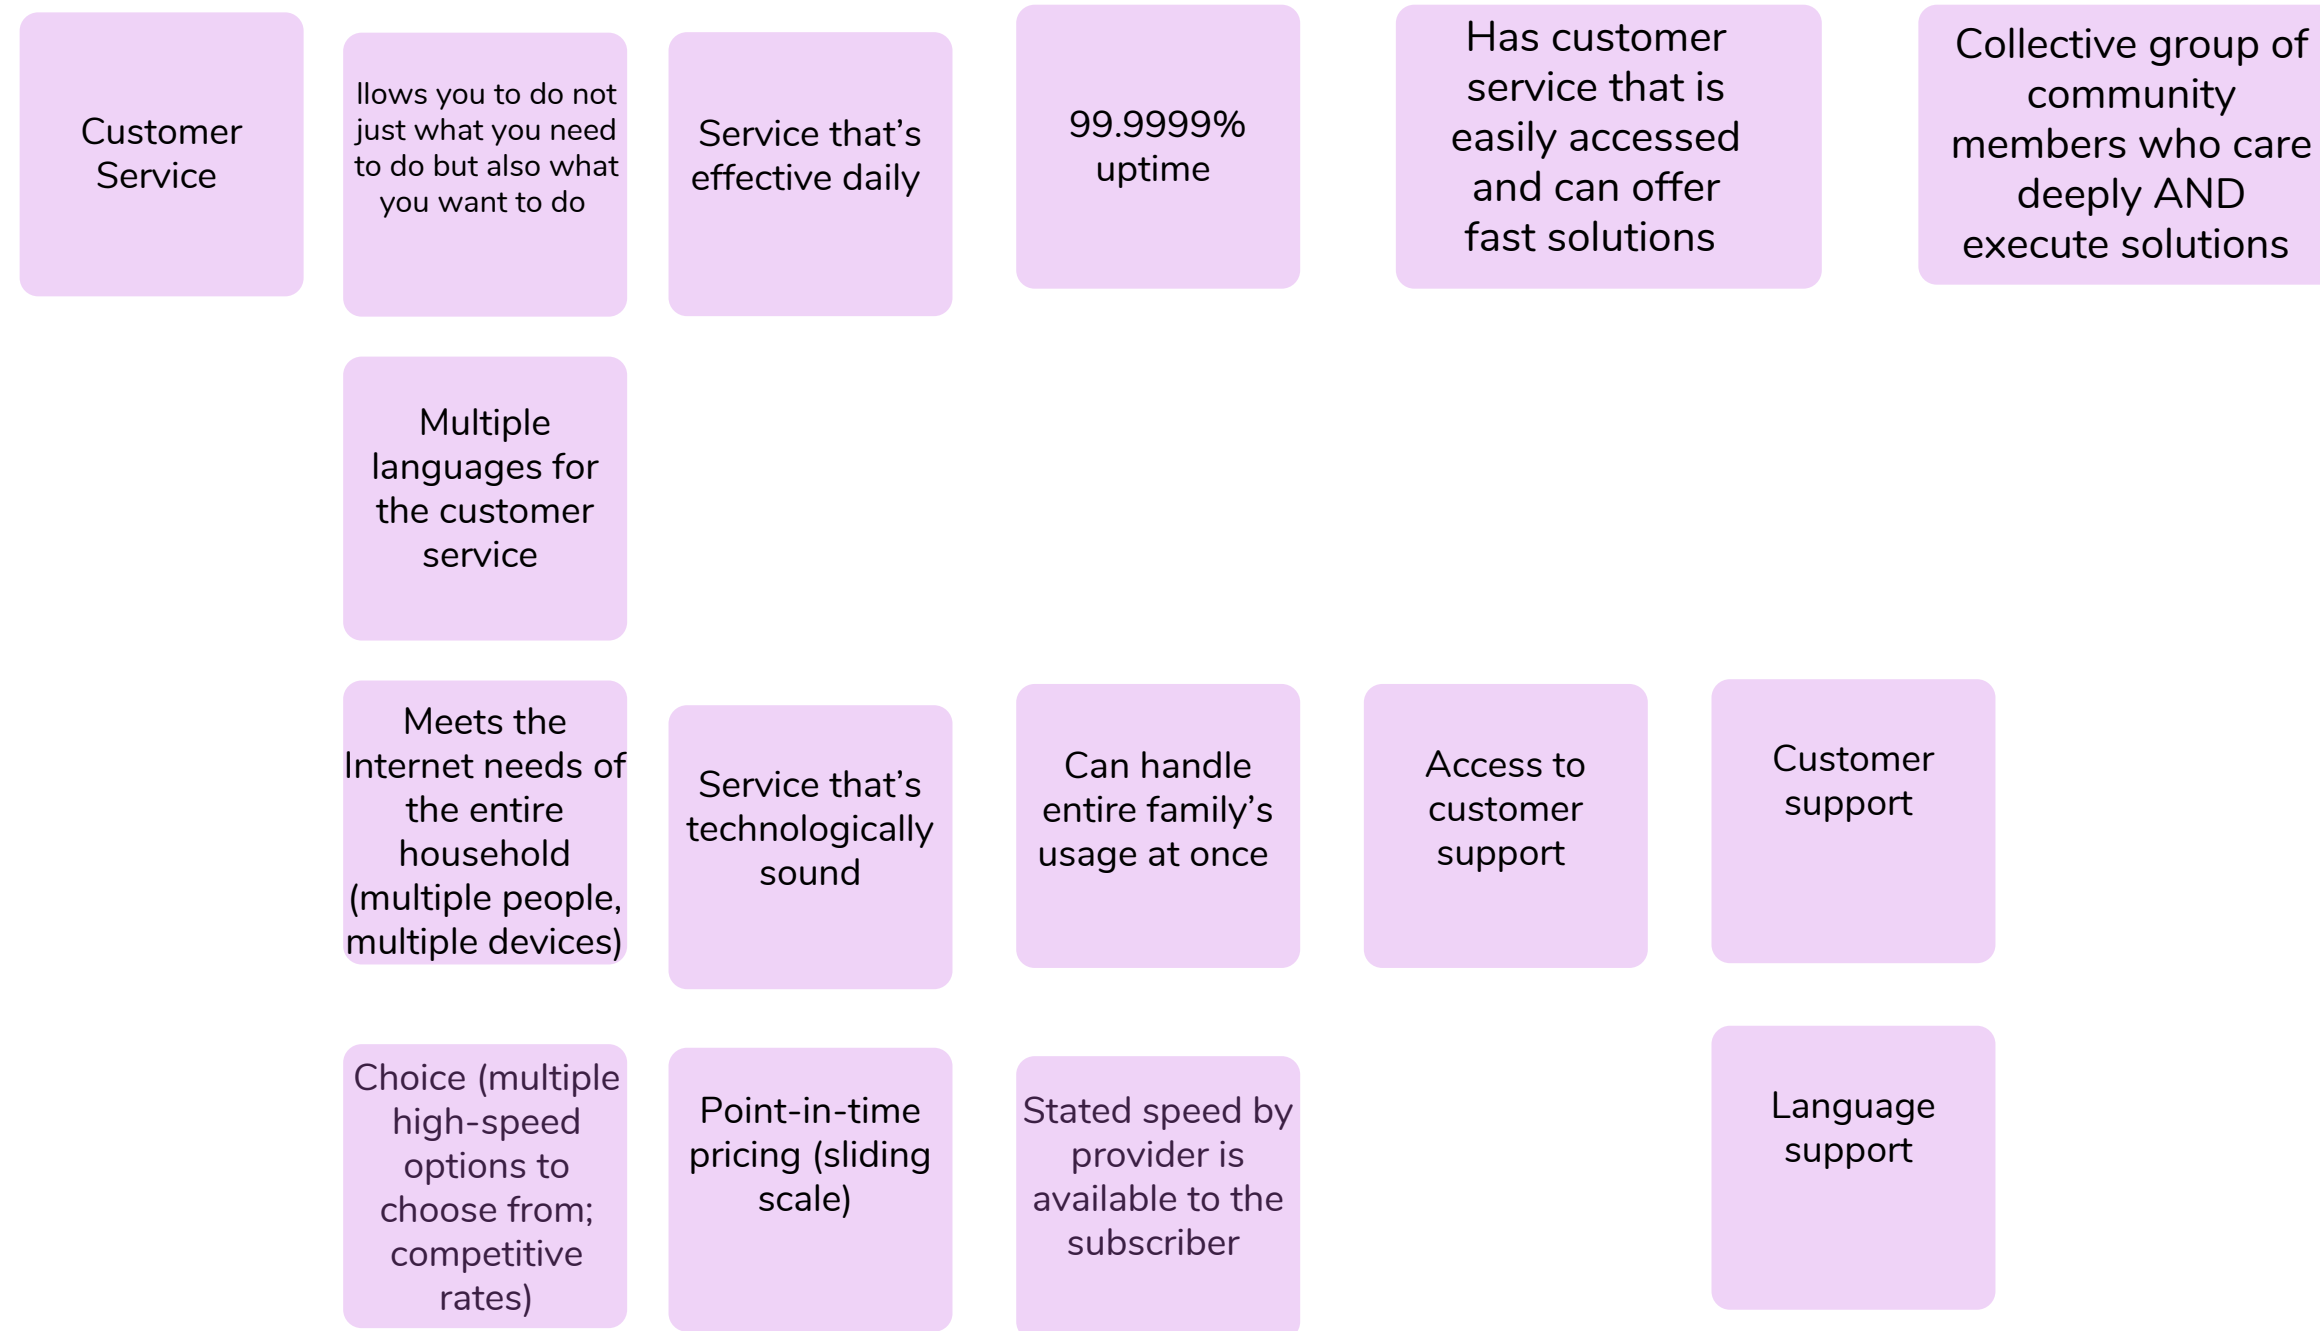 Customer
Service
llows you to do not
just what you need
to do but also what
you want to do
Service that’s
effective daily
99.9999%
uptime
Has customer
service that is
easily accessed
and can offer
fast solutions
Collective group of
community
members who care
deeply AND
execute solutions
Multiple
languages for
the customer
service
Meets the
Internet needs of
the entire
household
(multiple people,
multiple devices)
Service that’s
technologically
sound
Can handle
entire family’s
usage at once
Access to
customer
support
Customer
support
Choice (multiple
high-speed
options to
choose from;
competitive
rates)
Point-in-time
pricing (sliding
scale)
Stated speed by
provider is
available to the
subscriber
Language
support